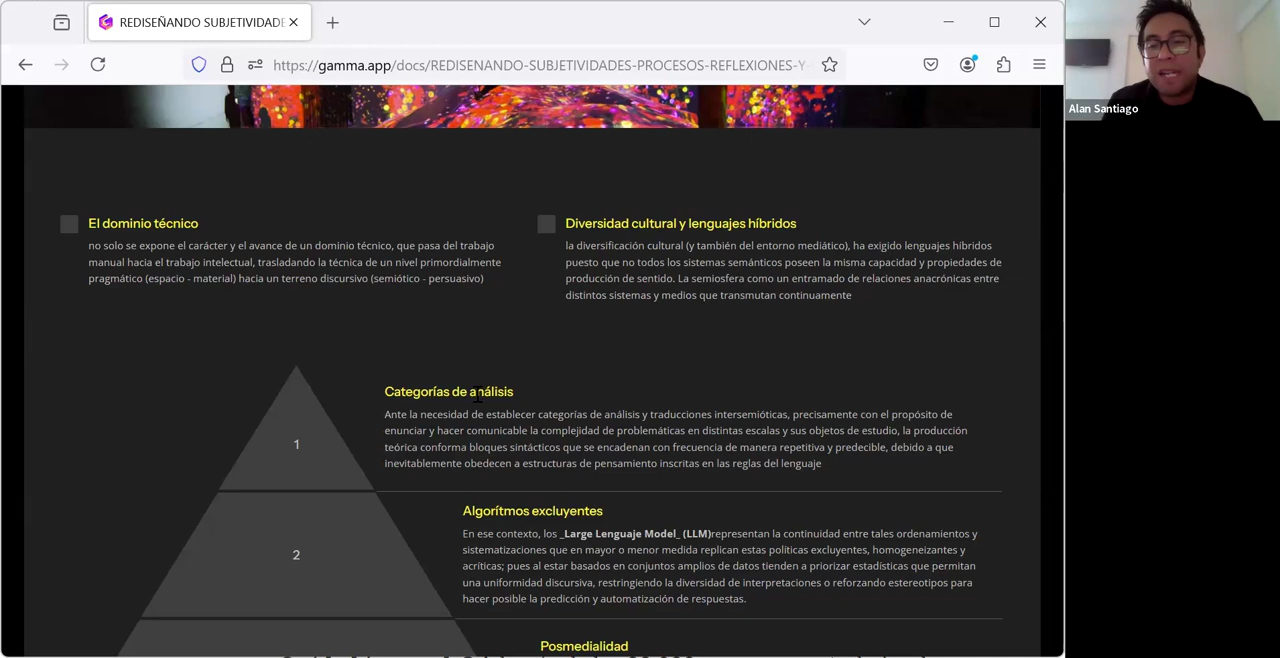 REDISEÑANDO SUBJETIVIDADE
https://gamma.app/docs/REDISENANDO-SUBJETIVIDADES-PROCESOS-REFLEXIONES-Y-
Alan Santiago
El dominio técnico
no solo se expone el carácter y el avance de un dominio técnico, que pasa del trabajo
manual hacia el trabajo intelectual, trasladando la técnica de un nivel primordialmente
pragmático (espacio - material) hacia un terreno discursivo (semiótico - persuasivo)
Diversidad cultural y lenguajes híbridos
la diversificación cultural (y también del entorno mediático), ha exigido lenguajes híbridos
puesto que no todos los sistemas semánticos poseen la misma capacidad y propiedades de
producción de sentido. La semiosfera como un entramado de relaciones anacrónicas entre
distintos sistemas y medios que transmutan continuamente
1
Categorías de análisis
Ante la necesidad de establecer categorías de análisis y traducciones intersemióticas, precisamente con el propósito de
enunciar y hacer comunicable la complejidad de problemáticas en distintas escalas y sus objetos de estudio, la producción
teórica conforma bloques sintácticos que se encadenan con frecuencia de manera repetitiva y predecible, debido a que
inevitablemente obedecen a estructuras de pensamiento inscritas en las reglas del lenguaje
2
Algorítmos excluyentes
En ese contexto, los _Large Lenguaje Model_ (LLM)representan la continuidad entre tales ordenamientos y
sistematizaciones que en mayor o menor medida replican estas políticas excluyentes, homogeneizantes y
acríticas; pues al estar basados en conjuntos amplios de datos tienden a priorizar estadísticas que permitan
una uniformidad discursiva, restringiendo la diversidad de interpretaciones o reforzando estereotipos para
hacer posible la predicción y automatización de respuestas.
Posmedialidad